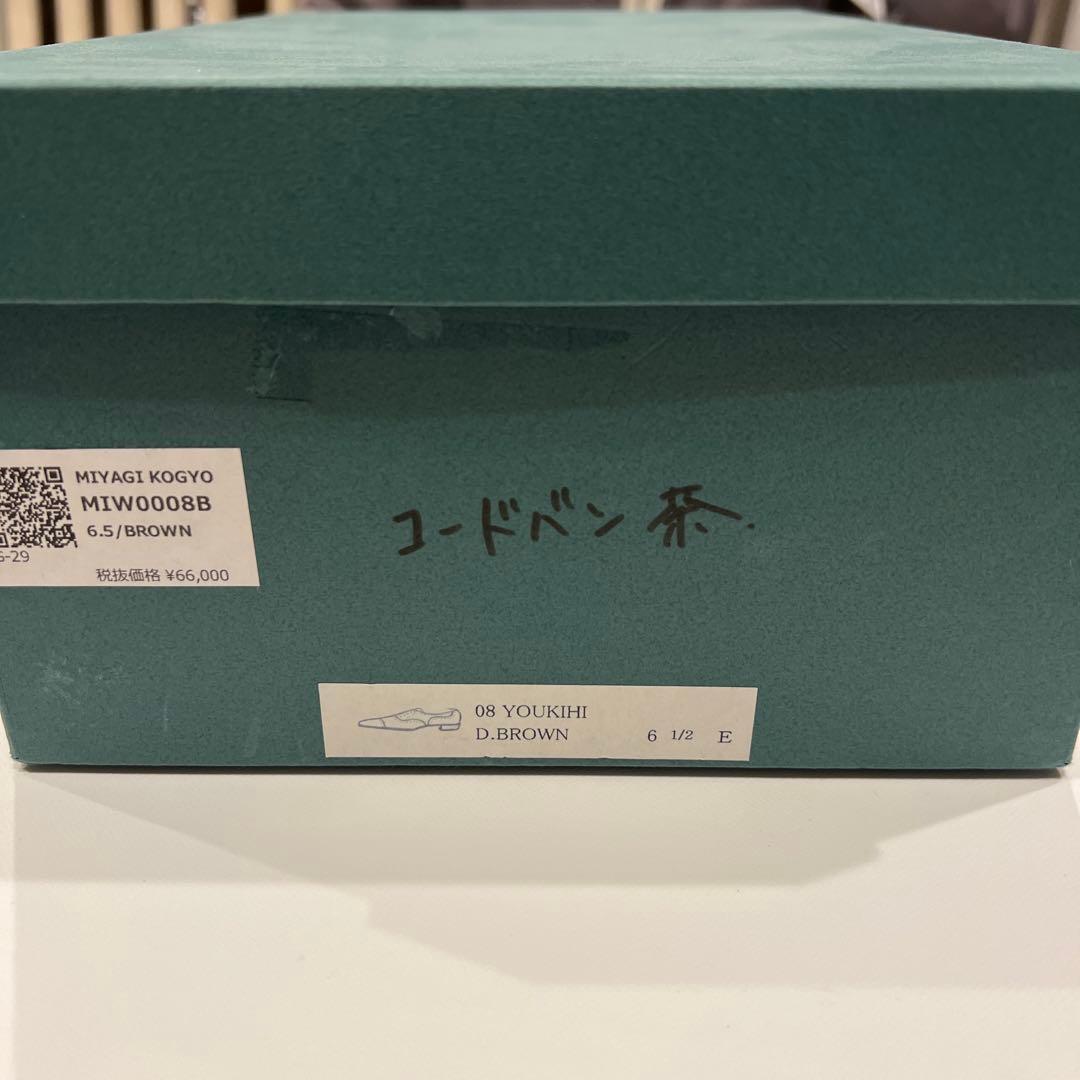 MIYAGI KOGYO
MIW0008B
6.5/BROWN
-29
税抜価格 ¥66,000
コードバン 茶.
08 YOUKIHI
D.BROWN 6 1/2 E